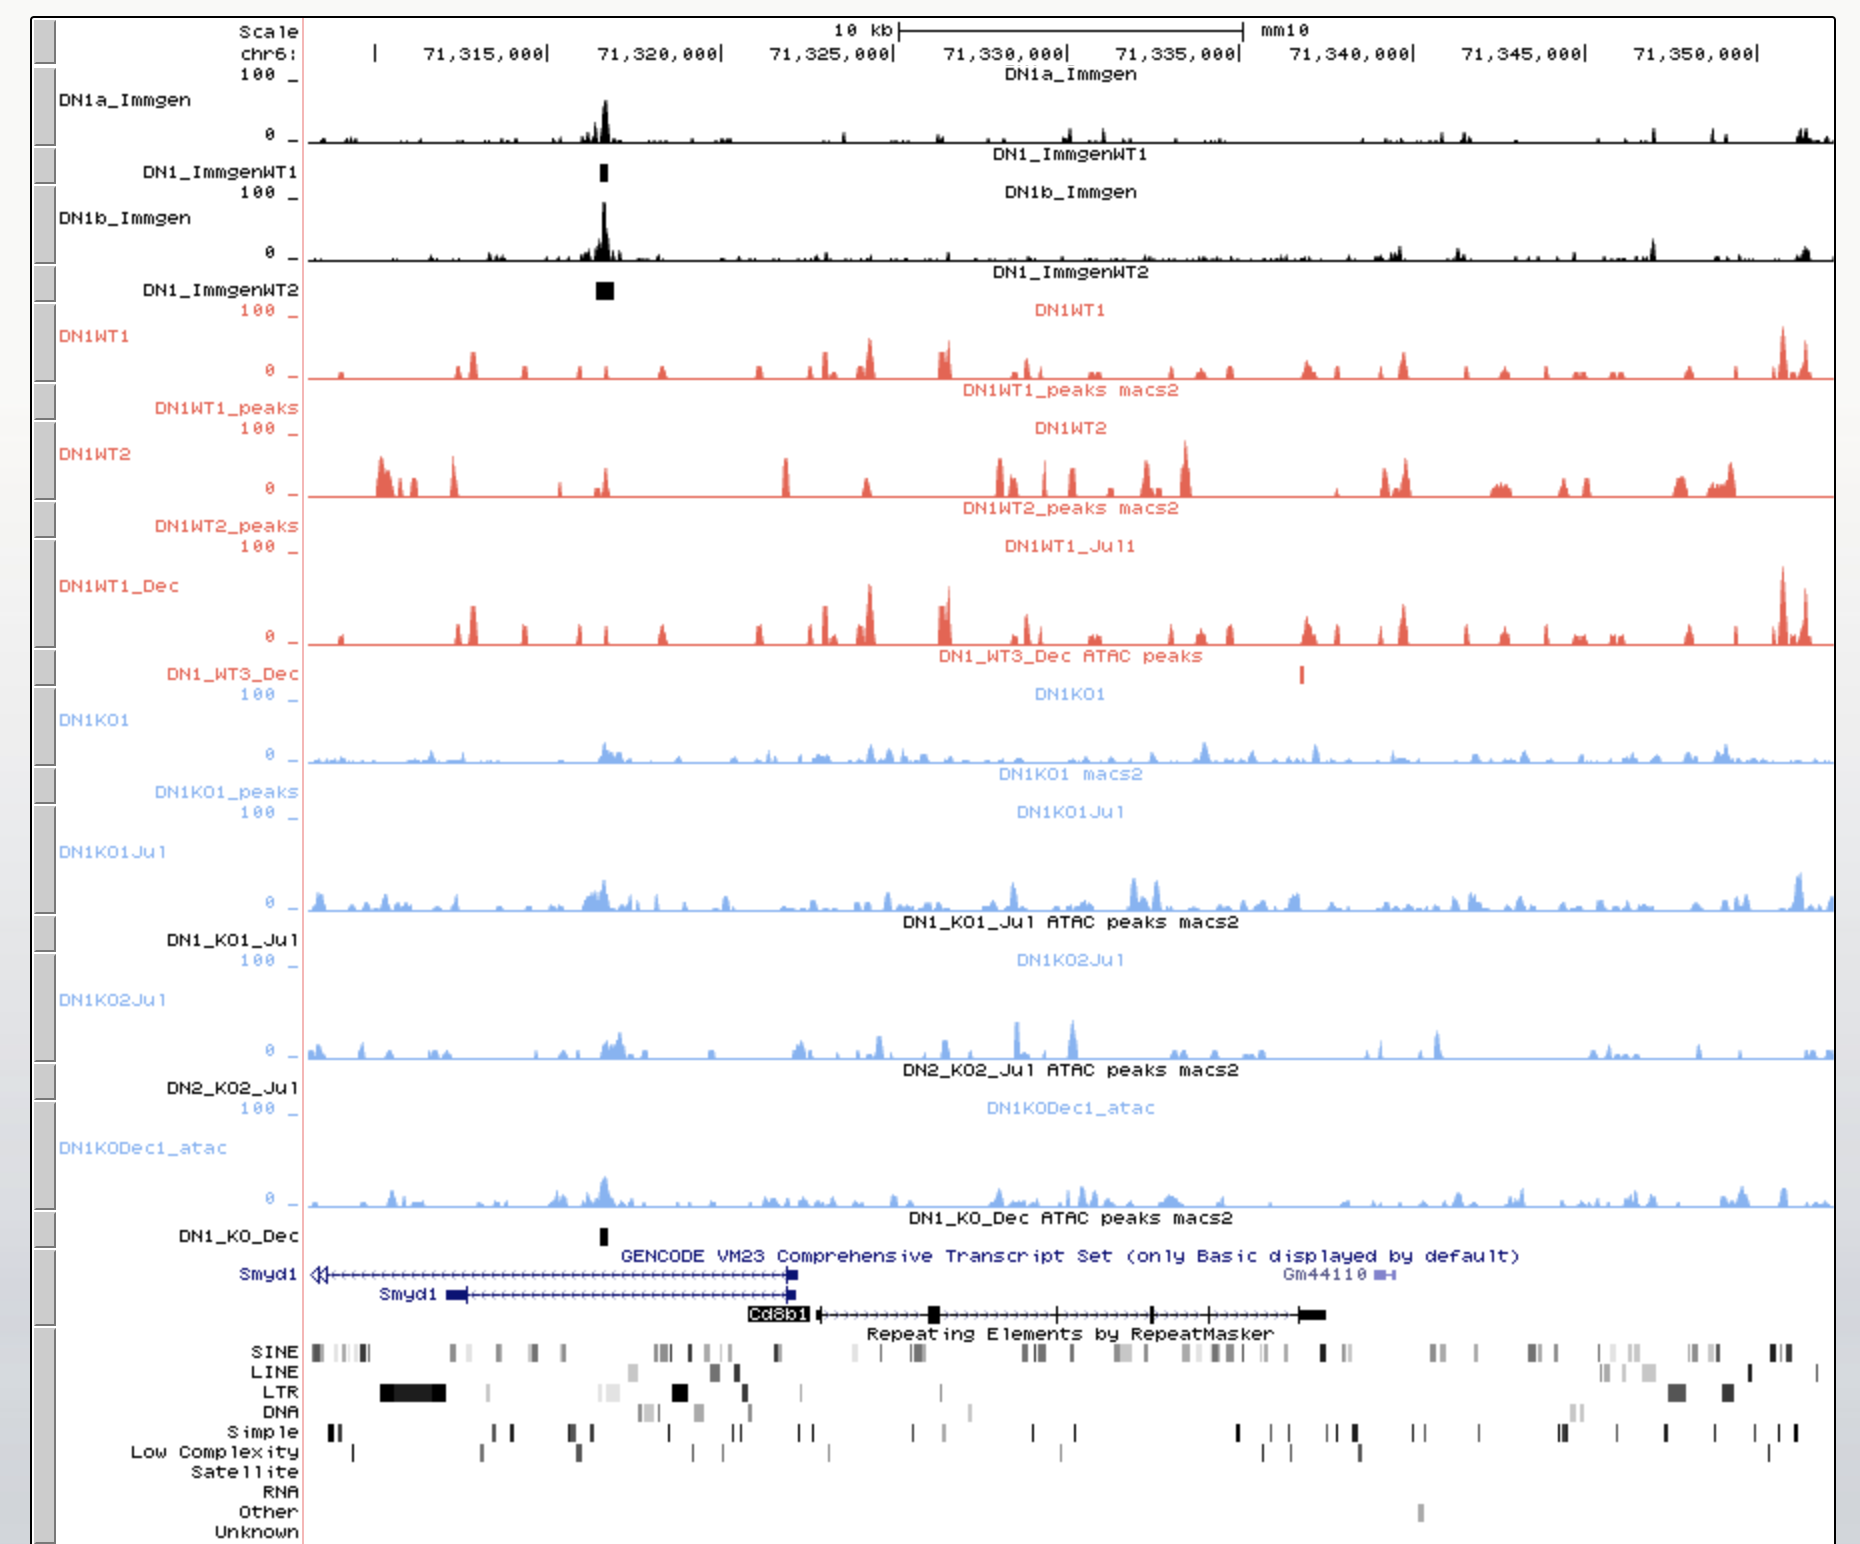 Scale 10 kb mm10
chr6: 71,315,000 71,320,000 71,325,000 71,330,000 71,335,000 71,340,000 71,345,000 71,350,000
100 _ DN1a_Immgen
DN1a_Immgen
0 _
DN1_ImmgenWT1
DN1_ImmgenWT1
100 _ DN1b_Immgen
DN1b_Immgen
0 _
DN1_ImmgenWT2
DN1_ImmgenWT2
100 _ DN1WT1
DN1WT1
0 _
DN1WT1_peaks macs2
DN1WT1_peaks
100 _ DN1WT2
DN1WT2
0 _
DN1WT2_peaks macs2
DN1WT2_peaks
100 _ DN1WT1_Jul1
DN1WT1_Dec
0 _
DN1_WT3_Dec ATAC peaks
DN1_WT3_Dec
100 _ DN1KO1
DN1KO1
0 _
DN1KO1 macs2
DN1KO1_peaks
100 _ DN1KO1Jul
DN1KO1Jul
0 _
DN1_KO1_Jul ATAC peaks macs2
DN1_KO1_Jul
100 _ DN1KO2Jul
DN1KO2Jul
0 _
DN2_KO2_Jul ATAC peaks macs2
DN2_KO2_Jul
100 _ DN1KODec1_atac
DN1KODec1_atac
0 _
DN1_KO_Dec ATAC peaks macs2
DN1_KO_Dec
GENCODE VM23 Comprehensive Transcript Set (only Basic displayed by default)
Smyd1 Gm44110
Smyd1
Cd8b1
Repeating Elements by RepeatMasker
SINE
LINE
LTR
DNA
Simple
Low Complexity
Satellite
RNA
Other
Unknown